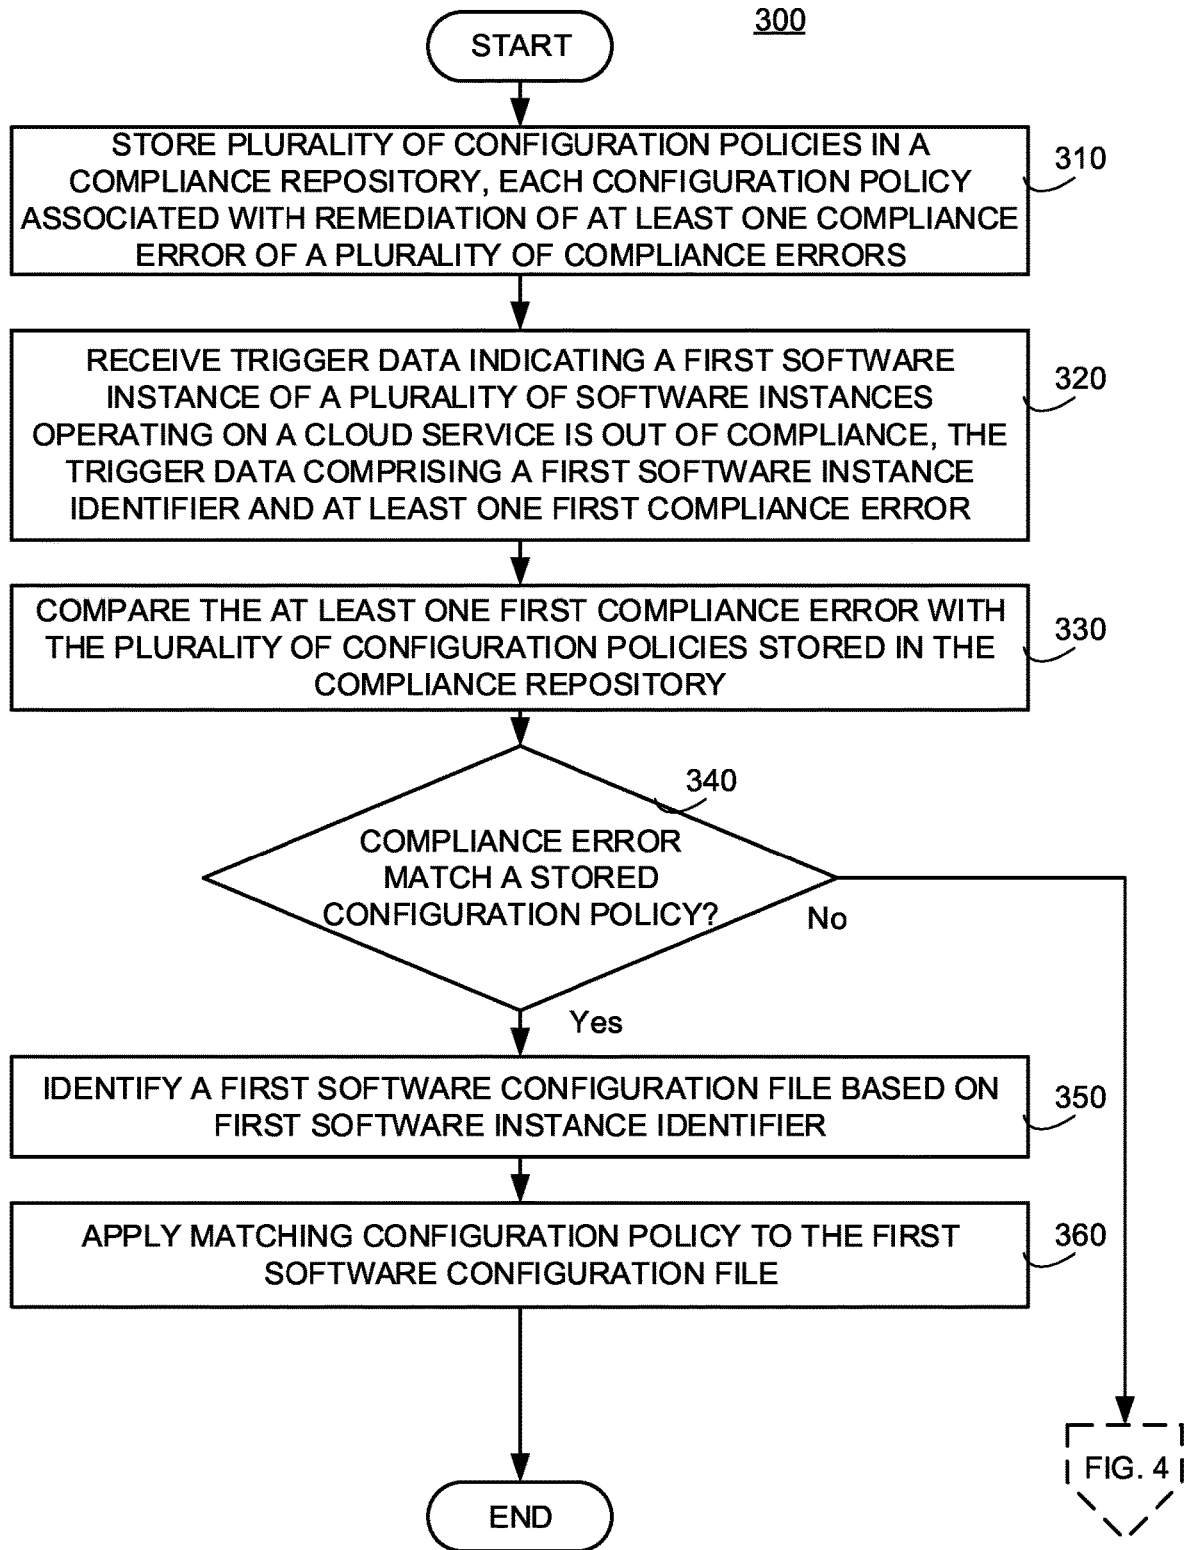 300
START
STORE PLURALITY OF CONFIGURATION POLICIES IN A
COMPLIANCE REPOSITORY, EACH CONFIGURATION POLICY
ASSOCIATED WITH REMEDIATION OF AT LEAST ONE COMPLIANCE
ERROR OF A PLURALITY OF COMPLIANCE ERRORS
310
RECEIVE TRIGGER DATA INDICATING A FIRST SOFTWARE
INSTANCE OF A PLURALITY OF SOFTWARE INSTANCES
OPERATING ON A CLOUD SERVICE IS OUT OF COMPLIANCE, THE
TRIGGER DATA COMPRISING A FIRST SOFTWARE INSTANCE
IDENTIFIER AND AT LEAST ONE FIRST COMPLIANCE ERROR
320
COMPARE THE AT LEAST ONE FIRST COMPLIANCE ERROR WITH
THE PLURALITY OF CONFIGURATION POLICIES STORED IN THE
COMPLIANCE REPOSITORY
330
340
COMPLIANCE ERROR
MATCH A STORED
CONFIGURATION POLICY?
No
Yes
IDENTIFY A FIRST SOFTWARE CONFIGURATION FILE BASED ON
FIRST SOFTWARE INSTANCE IDENTIFIER
350
APPLY MATCHING CONFIGURATION POLICY TO THE FIRST
SOFTWARE CONFIGURATION FILE
360
FIG. 4
END